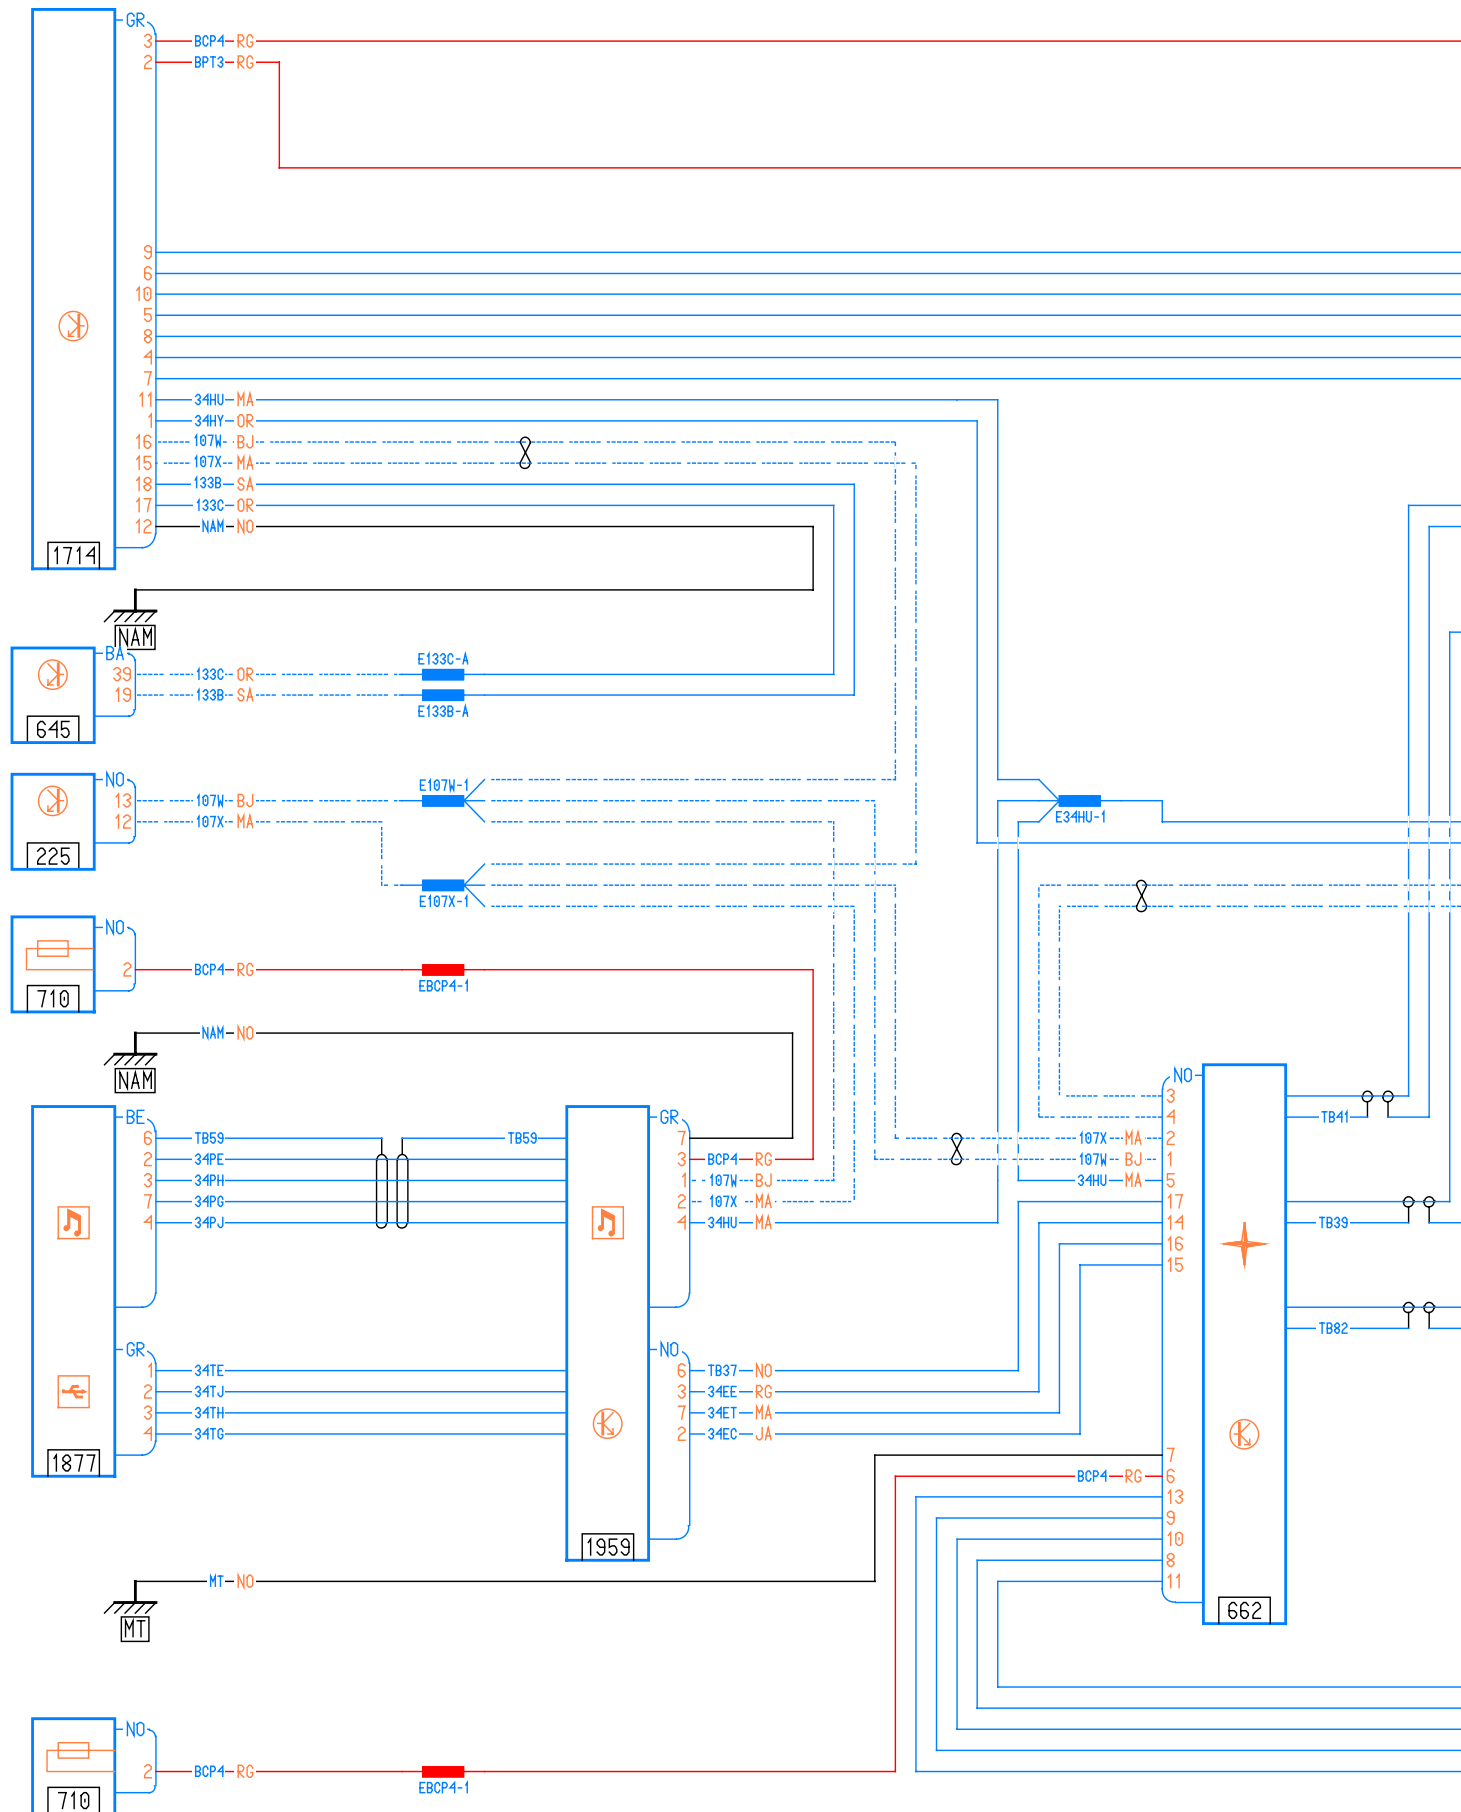 GR
3 BCP4 RG
2 BPT3 RG
9
6
10
5
8
4
7
11 34HU MA
1 34HY OR
16 107W BJ
15 107X MA
18 133B SA
17 133C OR
12 NAM NO
1714
NAM
BA
39 133C OR
19 133B SA
645
E133C-A
E133B-A
NO
13 107W BJ
12 107X MA
225
E107W-1
E107X-1
E34HU-1
NO
2 BCP4 RG
710
EBCP4-1
NAM NO
NAM
BE
6 TB59 TB59
2 34PE
3 34PH
7 34PG
4 34PJ
GR
1 34TE
2 34TJ
3 34TH
4 34TG
1877
GR
7
3 BCP4 RG
1 107W BJ
2 107X MA
4 34HU MA
NO
6 TB37 NO
3 34EE RG
7 34ET MA
2 34EC JA
1959
NO
3
4
107X MA 2
107W BJ 1
34HU MA 5
17
14
16
15
7
BCP4 RG 6
13
9
10
8
11
662
TB41
TB39
TB82
MT NO
MT
NO
2 BCP4 RG
710
EBCP4-1